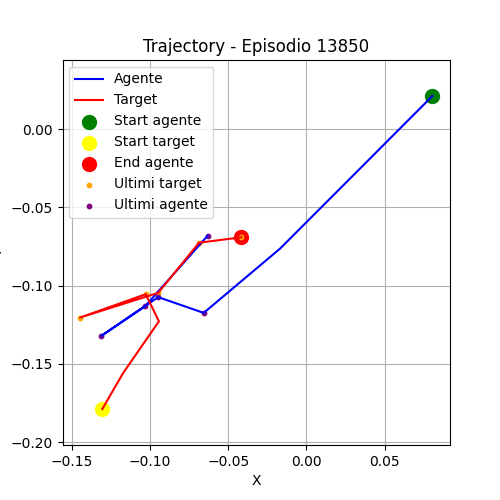 Trajectory - Episodio 13850
Agente
Target
Start agente
Start target
End agente
Ultimi target
Ultimi agente
0.00
−0.05
−0.10
−0.15
−0.20
−0.15
−0.10
−0.05
0.00
0.05
X